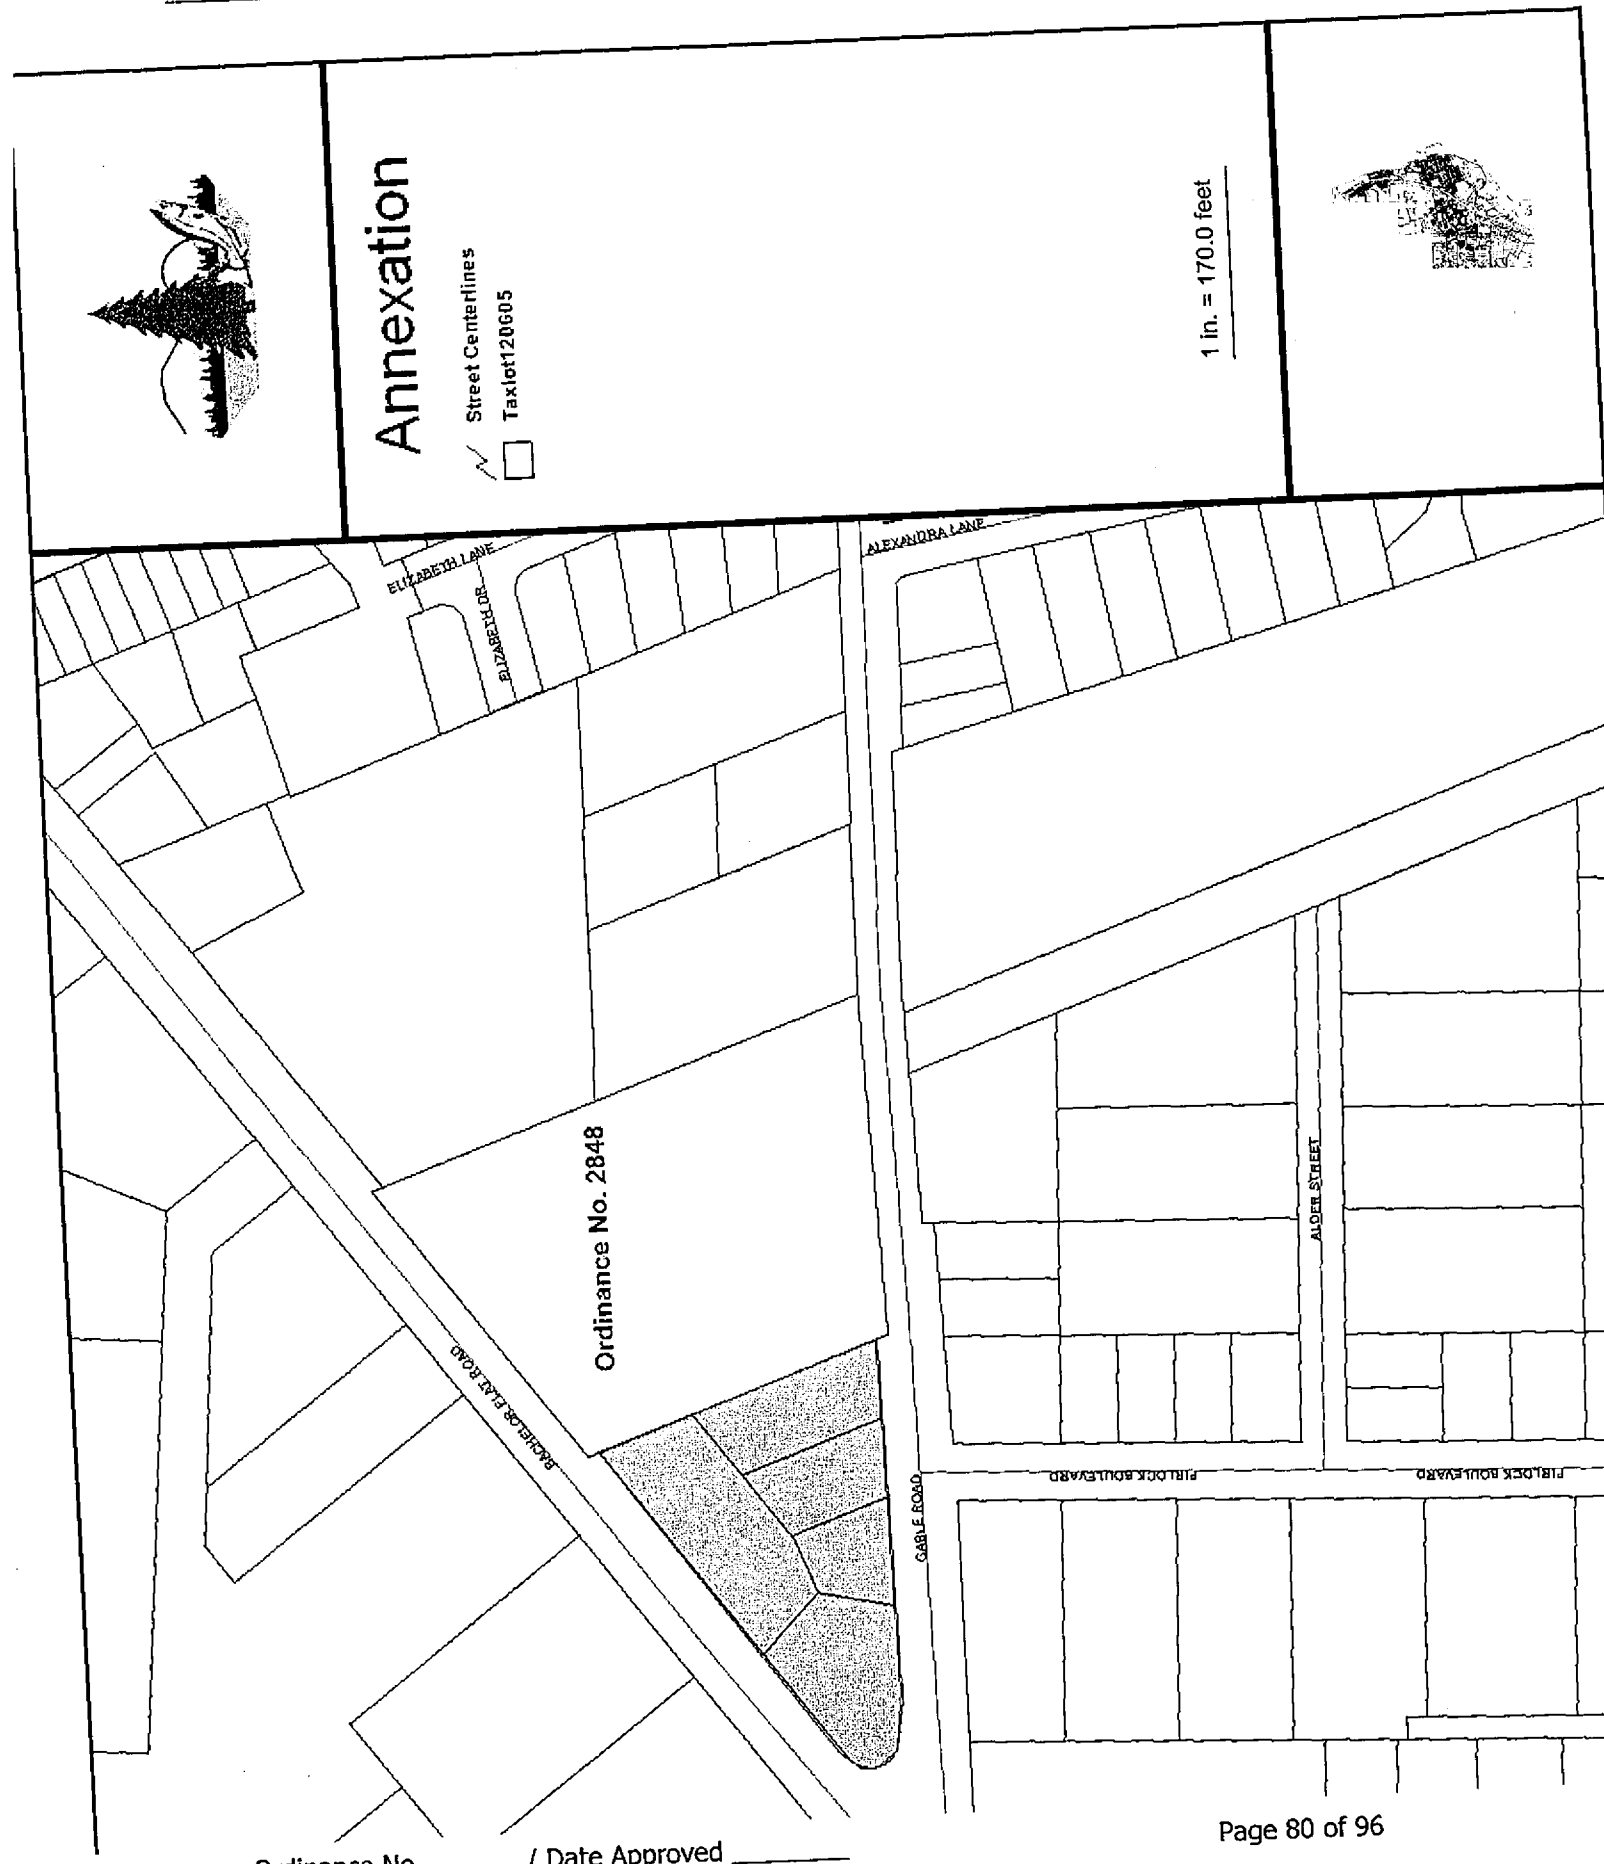 Annexation
Street Centerlines
Taxlot120605
1 in. = 170.0 feet
ELIZABETH LANE
ELIZABETH DR
ALEXANDRA LANE
Ordinance No. 2848
BACHELOR FLAT ROAD
GABLE ROAD
ALDER STREET
FIRLOCK BOULEVARD
FIRLOCK BOULEVARD
Page 80 of 96
Ordinance No. / Date Approved